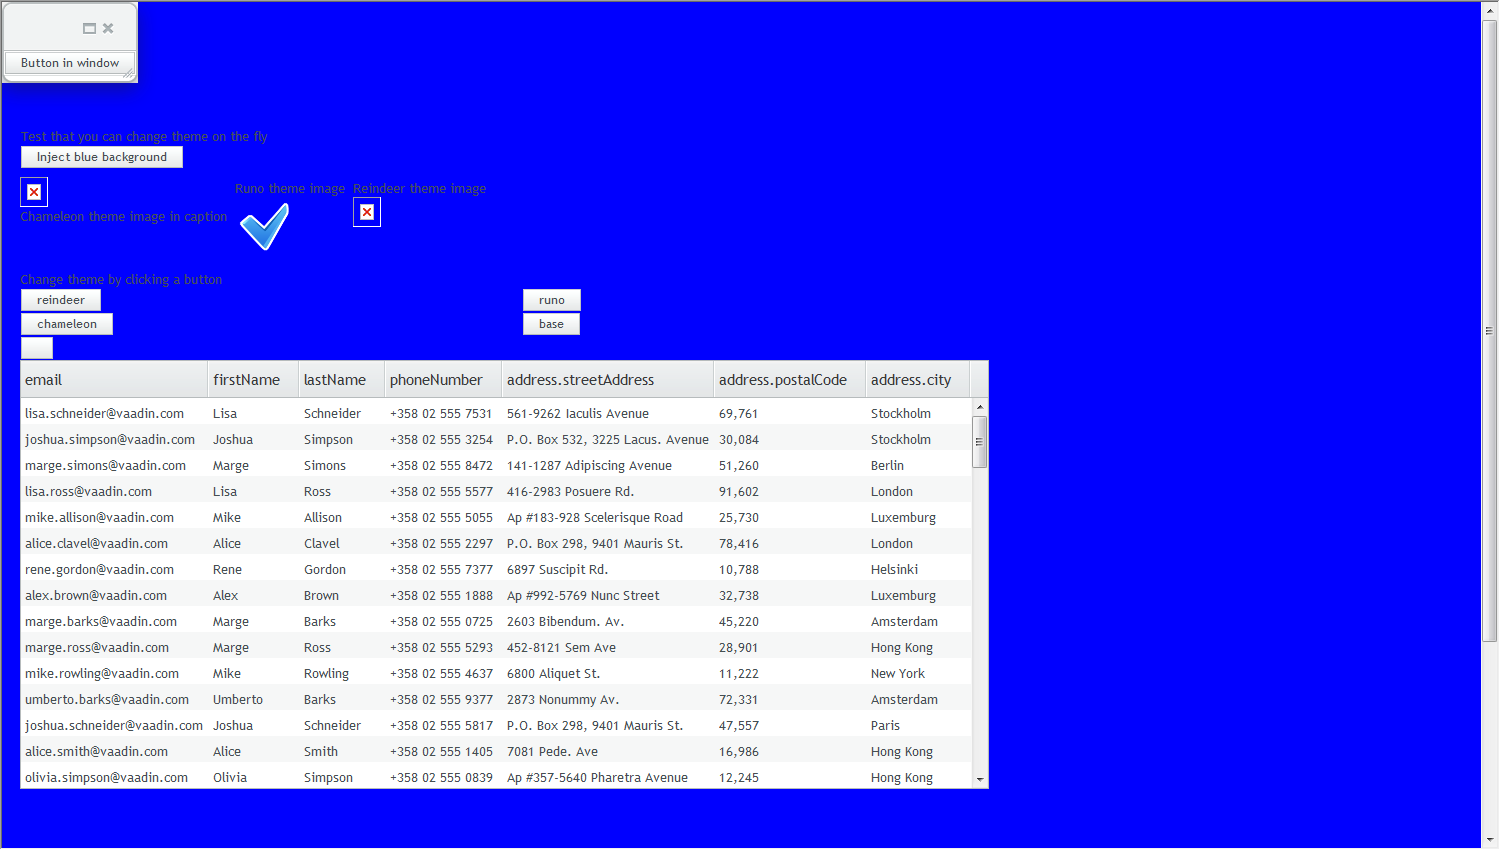 Button in window
Test that you can change theme on the fly
Inject blue background
Runo theme image Reindeer theme image
Chameleon theme image in caption
Change theme by clicking a button
reindeer runo
chameleon base
email firstName lastName phoneNumber address.streetAddress address.postalCode address.city
lisa.schneider@vaadin.com Lisa Schneider +358 02 555 7531 561-9262 Iaculis Avenue 69,761 Stockholm
joshua.simpson@vaadin.com Joshua Simpson +358 02 555 3254 P.O. Box 532, 3225 Lacus. Avenue 30,084 Stockholm
marge.simons@vaadin.com Marge Simons +358 02 555 8472 141-1287 Adipiscing Avenue 51,260 Berlin
lisa.ross@vaadin.com Lisa Ross +358 02 555 5577 416-2983 Posuere Rd. 91,602 London
mike.allison@vaadin.com Mike Allison +358 02 555 5055 Ap #183-928 Scelerisque Road 25,730 Luxemburg
alice.clavel@vaadin.com Alice Clavel +358 02 555 2297 P.O. Box 298, 9401 Mauris St. 78,416 London
rene.gordon@vaadin.com Rene Gordon +358 02 555 7377 6897 Suscipit Rd. 10,788 Helsinki
alex.brown@vaadin.com Alex Brown +358 02 555 1888 Ap #992-5769 Nunc Street 32,738 Luxemburg
marge.barks@vaadin.com Marge Barks +358 02 555 0725 2603 Bibendum. Av. 45,220 Amsterdam
marge.ross@vaadin.com Marge Ross +358 02 555 5293 452-8121 Sem Ave 28,901 Hong Kong
mike.rowling@vaadin.com Mike Rowling +358 02 555 4637 6800 Aliquet St. 11,222 New York
umberto.barks@vaadin.com Umberto Barks +358 02 555 9377 2873 Nonummy Av. 72,331 Amsterdam
joshua.schneider@vaadin.com Joshua Schneider +358 02 555 5817 P.O. Box 298, 9401 Mauris St. 47,557 Paris
alice.smith@vaadin.com Alice Smith +358 02 555 1405 7081 Pede. Ave 16,986 Hong Kong
olivia.simpson@vaadin.com Olivia Simpson +358 02 555 0839 Ap #357-5640 Pharetra Avenue 12,245 Hong Kong